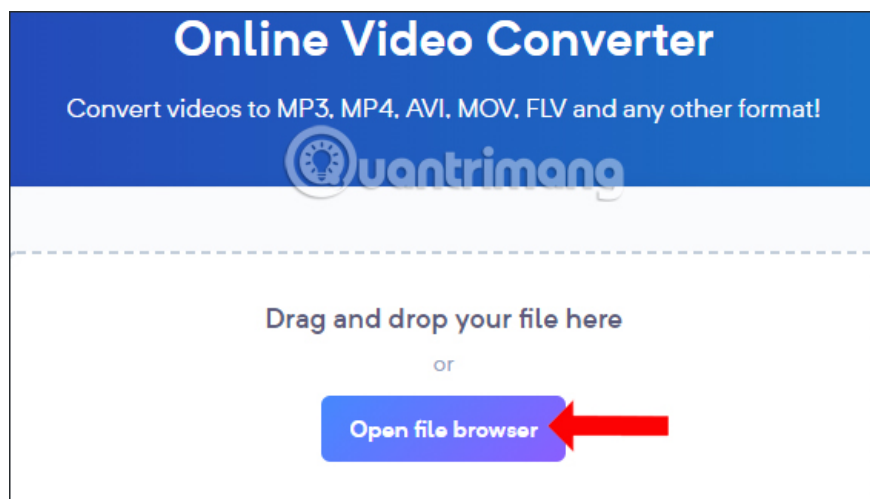 Online Video Converter
Convert videos to MP3, MP4, AVI, MOV, FLV and any other format!
Quantrimang
Drag and drop your file here
or
Open file browser